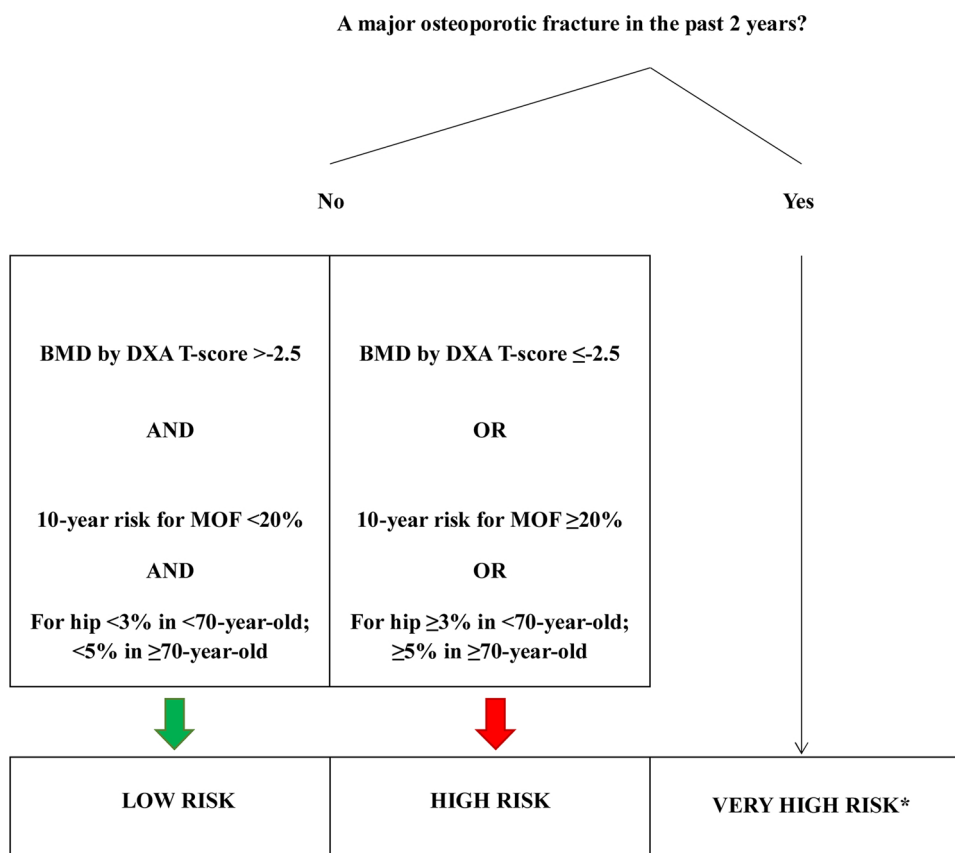 A major osteoporotic fracture in the past 2 years?
No
Yes
BMD by DXA T-score >-2.5
AND
10-year risk for MOF <20%
AND
For hip <3% in <70-year-old;
<5% in ≥70-year-old
BMD by DXA T-score ≤-2.5
OR
10-year risk for MOF ≥20%
OR
For hip ≥3% in <70-year-old;
≥5% in ≥70-year-old
LOW RISK
HIGH RISK
VERY HIGH RISK*